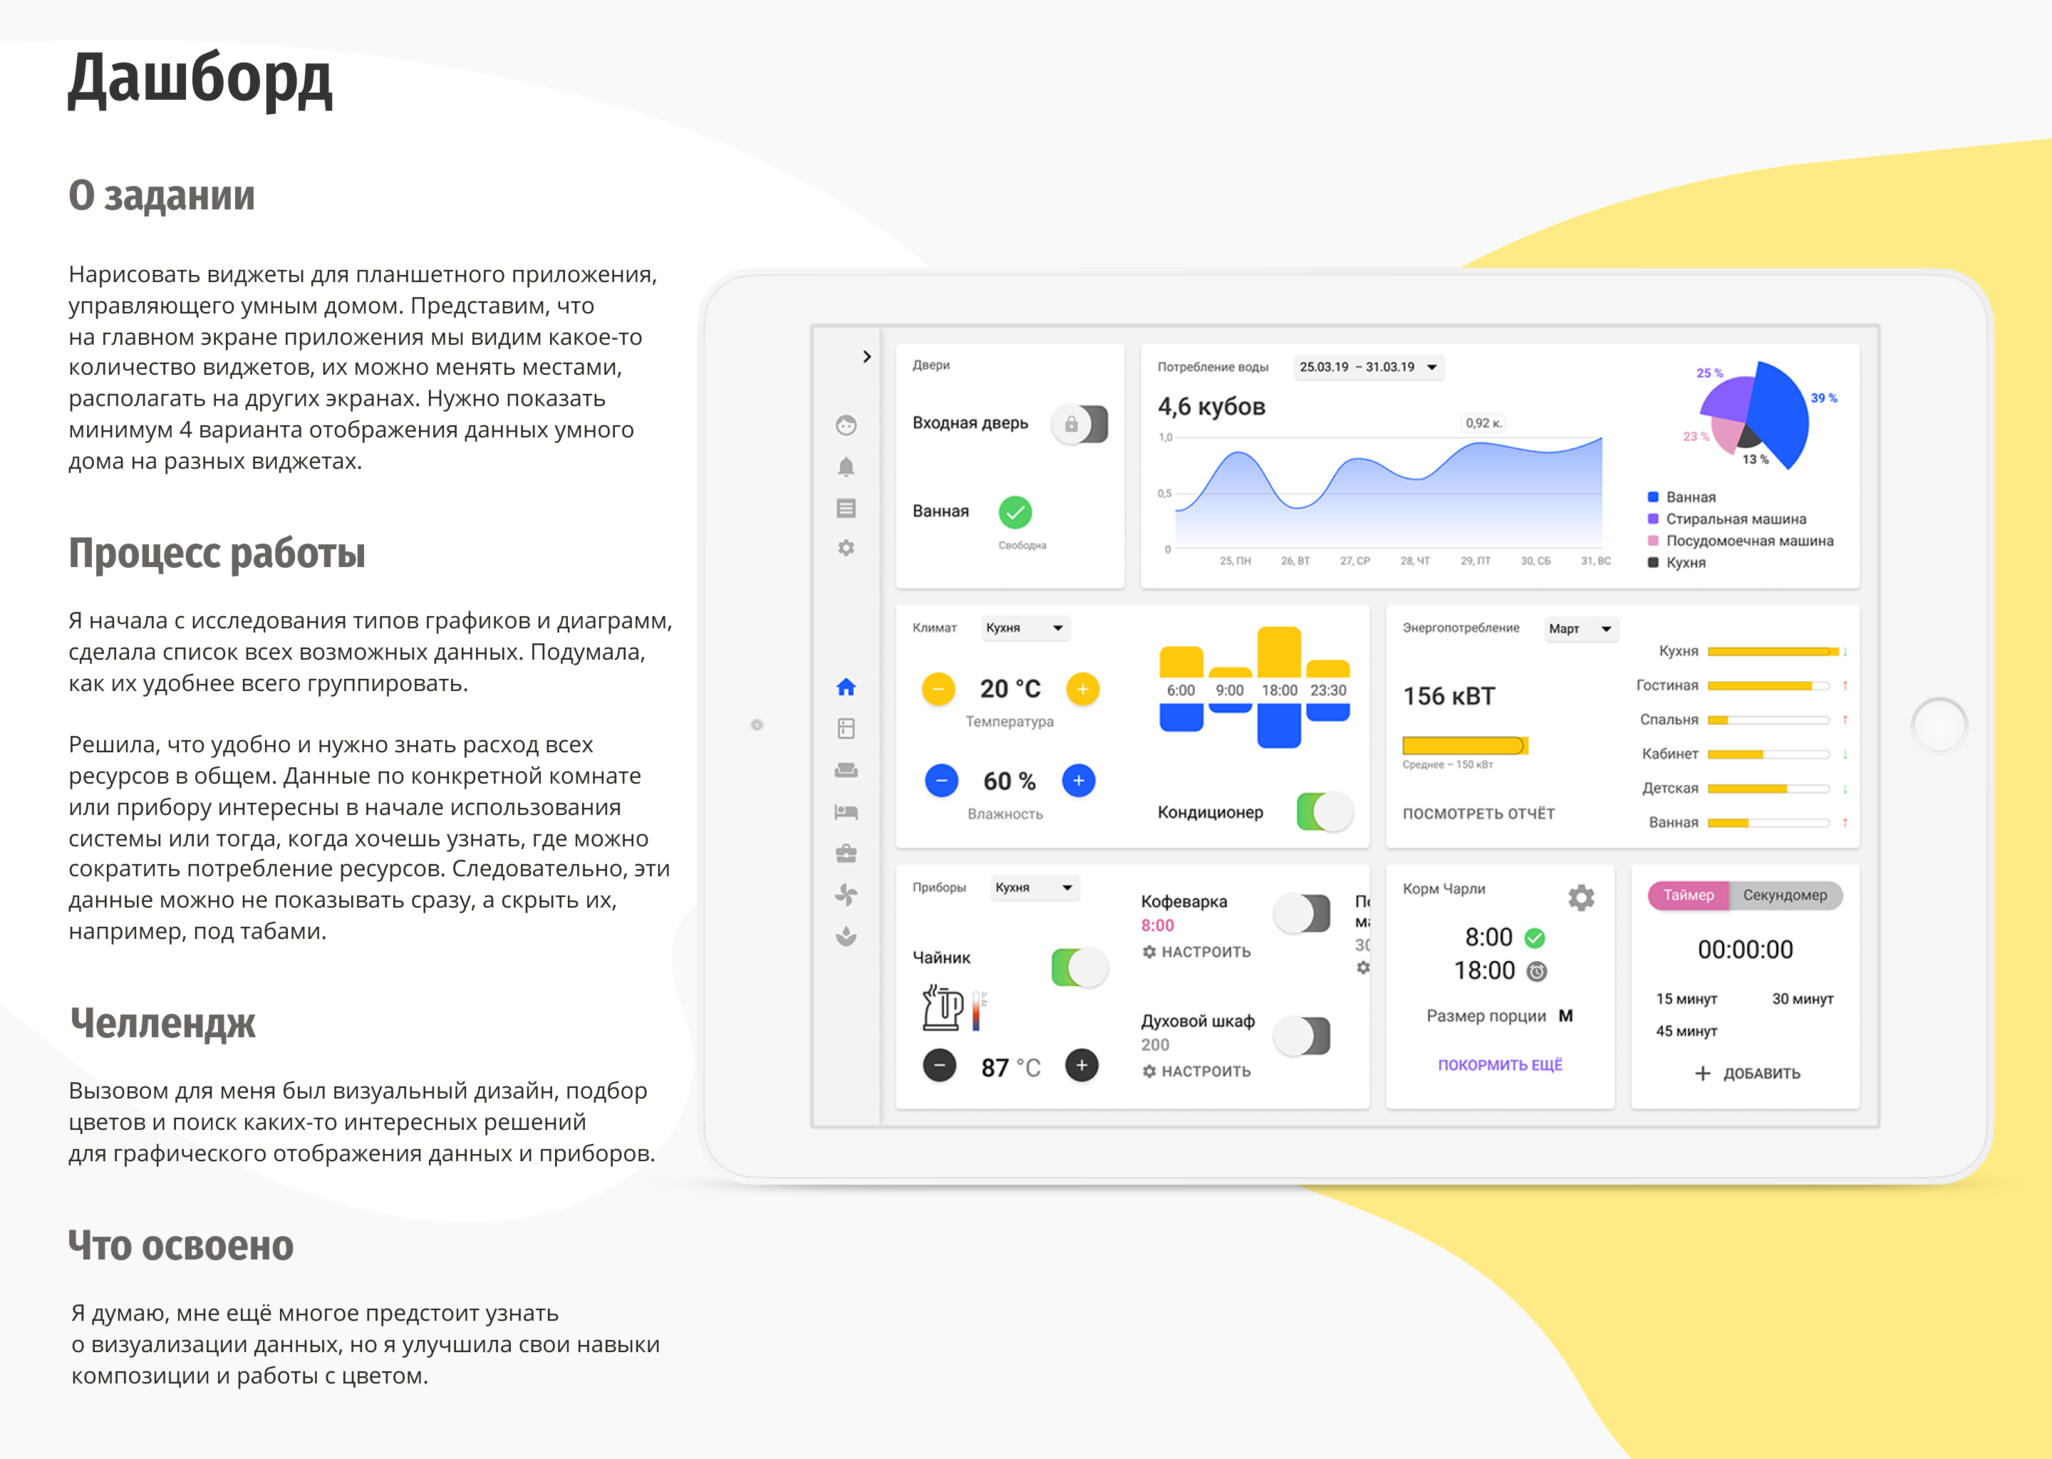 Дашборд
О задании
Нарисовать виджеты для планшетного приложения,
управляющего умным домом. Представим, что
на главном экране приложения мы видим какое-то
количество виджетов, их можно менять местами,
располагать на других экранах. Нужно показать
минимум 4 варианта отображения данных умного
дома на разных виджетах.
Процесс работы
Я начала с исследования типов графиков и диаграмм,
сделала список всех возможных данных. Подумала,
как их удобнее всего группировать.
Решила, что удобно и нужно знать расход всех
ресурсов в общем. Данные по конкретной комнате
или прибору интересны в начале использования
системы или тогда, когда хочешь узнать, где можно
сократить потребление ресурсов. Следовательно, эти
данные можно не показывать сразу, а скрыть их,
например, под табами.
Челлендж
Вызовом для меня был визуальный дизайн, подбор
цветов и поиск каких-то интересных решений
для графического отображения данных и приборов.
Что освоено
Я думаю, мне ещё многое предстоит узнать
о визуализации данных, но я улучшила свои навыки
композиции и работы с цветом.
Двери
Входная дверь
Ванная
Свободна
Потребление воды 25.03.19 – 31.03.19
4,6 кубов
0,92 к.
1,0
0,5
0
25, ПН 26, ВТ 27, СР 28, ЧТ 29, ПТ 30, СБ 31, ВС
25 %
39 %
23 %
13 %
Ванная
Стиральная машина
Посудомоечная машина
Кухня
Климат Кухня
20 °C
Температура
60 %
Влажность
6:00 9:00 18:00 23:30
Кондиционер
Энергопотребление Март
156 кВТ
Среднее – 150 кВт
ПОСМОТРЕТЬ ОТЧЁТ
Кухня
Гостиная
Спальня
Кабинет
Детская
Ванная
Приборы Кухня
Чайник
87 °C
Кофеварка
8:00
НАСТРОИТЬ
Духовой шкаф
200
НАСТРОИТЬ
Корм Чарли
8:00
18:00
Размер порции M
ПОКОРМИТЬ ЕЩЁ
Таймер Секундомер
00:00:00
15 минут 30 минут
45 минут
+ ДОБАВИТЬ